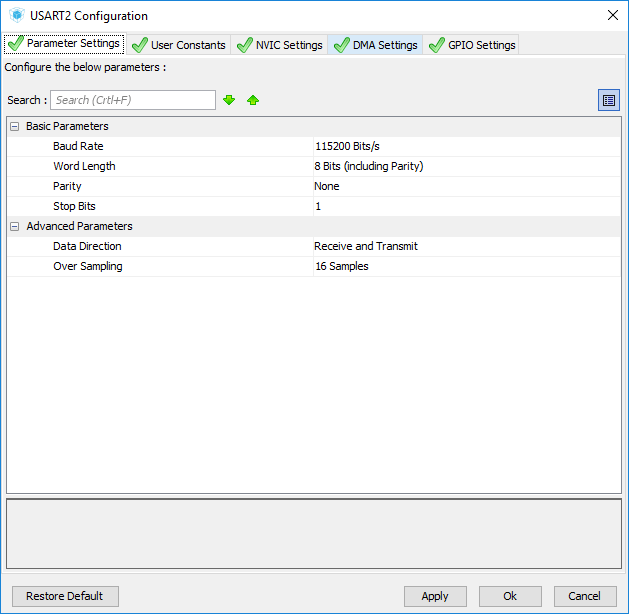 USART2 Configuration
Parameter Settings User Constants NVIC Settings DMA Settings GPIO Settings
Configure the below parameters :
Search : Search (Crtl+F)
Basic Parameters
Baud Rate 115200 Bits/s
Word Length 8 Bits (including Parity)
Parity None
Stop Bits 1
Advanced Parameters
Data Direction Receive and Transmit
Over Sampling 16 Samples
Restore Default Apply Ok Cancel